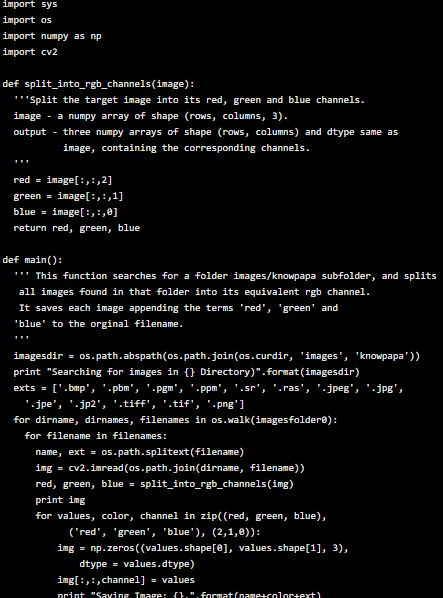 import sys
import os
import numpy as np
import cv2
def split_into_rgb_channels(image):
'''Split the target image into its red, green and blue channels.
image - a numpy array of shape (rows, columns, 3).
output - three numpy arrays of shape (rows, columns) and dtype same as
image, containing the corresponding channels.
'''
red = image[:,:,2]
green = image[:,:,1]
blue = image[:,:,0]
return red, green, blue
def main():
''' This function searches for a folder images/knowpapa subfolder, and splits
all images found in that folder into its equivalent rgb channel.
It saves each image appending the terms 'red', 'green' and
'blue' to the orginal filename.
'''
imagesdir = os.path.abspath(os.path.join(os.curdir, 'images', 'knowpapa'))
print "Searching for images in {} Directory)".format(imagesdir)
exts = ['.bmp', '.pbm', '.pgm', '.ppm', '.sr', '.ras', '.jpeg', '.jpg',
'.jpe', '.jp2', '.tiff', '.tif', '.png']
for dirname, dirnames, filenames in os.walk(imagesfolder0):
for filename in filenames:
name, ext = os.path.splitext(filename)
img = cv2.imread(os.path.join(dirname, filename))
red, green, blue = split_into_rgb_channels(img)
print img
for values, color, channel in zip((red, green, blue),
('red', 'green', 'blue'), (2,1,0)):
img = np.zeros((values.shape[0], values.shape[1], 3),
dtype = values.dtype)
img[:,:,channel] = values
print "Saving Image: {}.".format(name+color+ext)